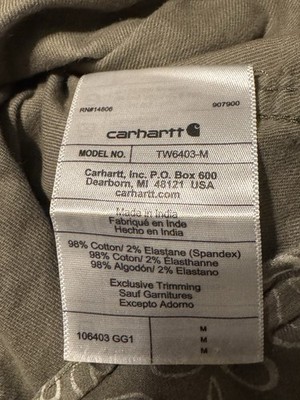 RN#14806 907900
carhartt
MODEL NO. TW6403-M
Carhartt, Inc. P.O. Box 600
Dearborn, MI 48121 USA
carhartt.com
Made in India
Fabriqué en Inde
Hecho en India
98% Cotton/ 2% Elastane (Spandex)
98% Coton/ 2% Elasthanne
98% Algodón/ 2% Elastano
Exclusive Trimming
Sauf Garnitures
Excepto Adorno
M
106403 GG1 M
M